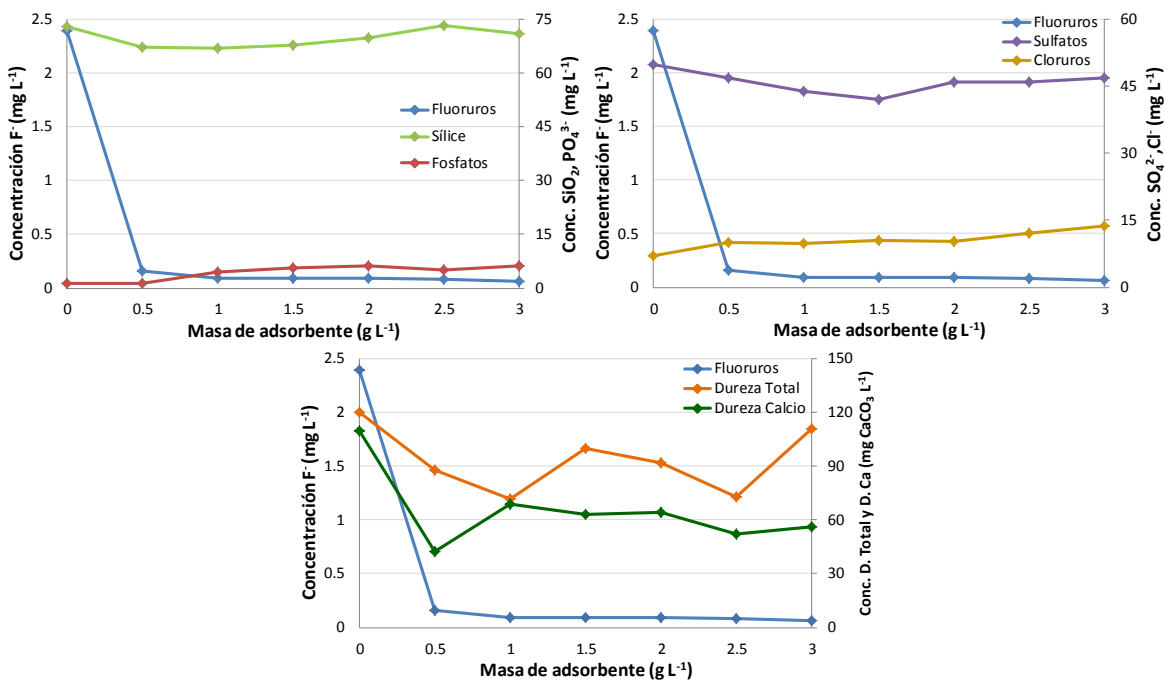 Concentración F- (mg L-1)
2.5
2
1.5
1
0.5
0
75
60
45
30
15
0
Conc. SiO2, PO4 3- (mg L-1)
Fluoruros
Sílice
Fosfatos
0 0.5 1 1.5 2 2.5 3
Masa de adsorbente (g L-1)
Concentración F- (mg L-1)
2.5
2
1.5
1
0.5
0
60
45
30
15
0
Conc. SO4 2-,Cl- (mg L-1)
Fluoruros
Sulfatos
Cloruros
0 0.5 1 1.5 2 2.5 3
Masa de adsorbente (g L-1)
Concentración F- (mg L-1)
2.5
2
1.5
1
0.5
0
150
120
90
60
30
0
Conc. D. Total y D. Ca (mg CaCO3 L-1)
Fluoruros
Dureza Total
Dureza Calcio
0 0.5 1 1.5 2 2.5 3
Masa de adsorbente (g L-1)